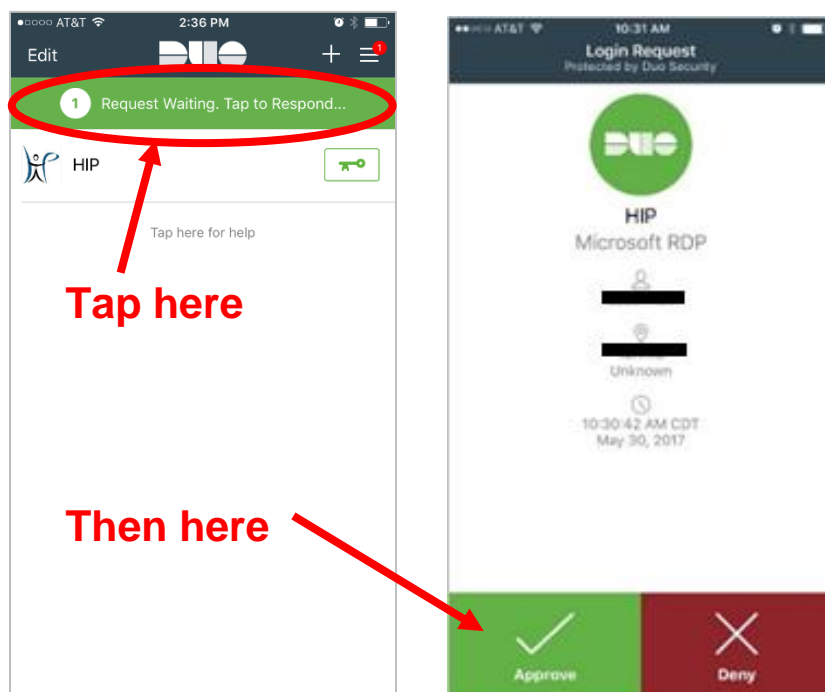 AT&T 2:36 PM
Edit DUO + 1
1 Request Waiting. Tap to Respond...
HIP
Tap here for help
Tap here
Then here
AT&T 10:31 AM
Login Request
Protected by Duo Security
DUO
HIP
Microsoft RDP
Unknown
10:30:42 AM CDT
May 30, 2017
Approve Deny